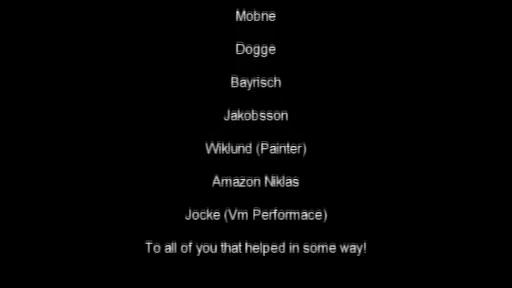 Mobne
Dogge
Bayrisch
Jakobsson
Wiklund (Painter)
Amazon Niklas
Jocke (Vm Performace)
To all of you that helped in some way!